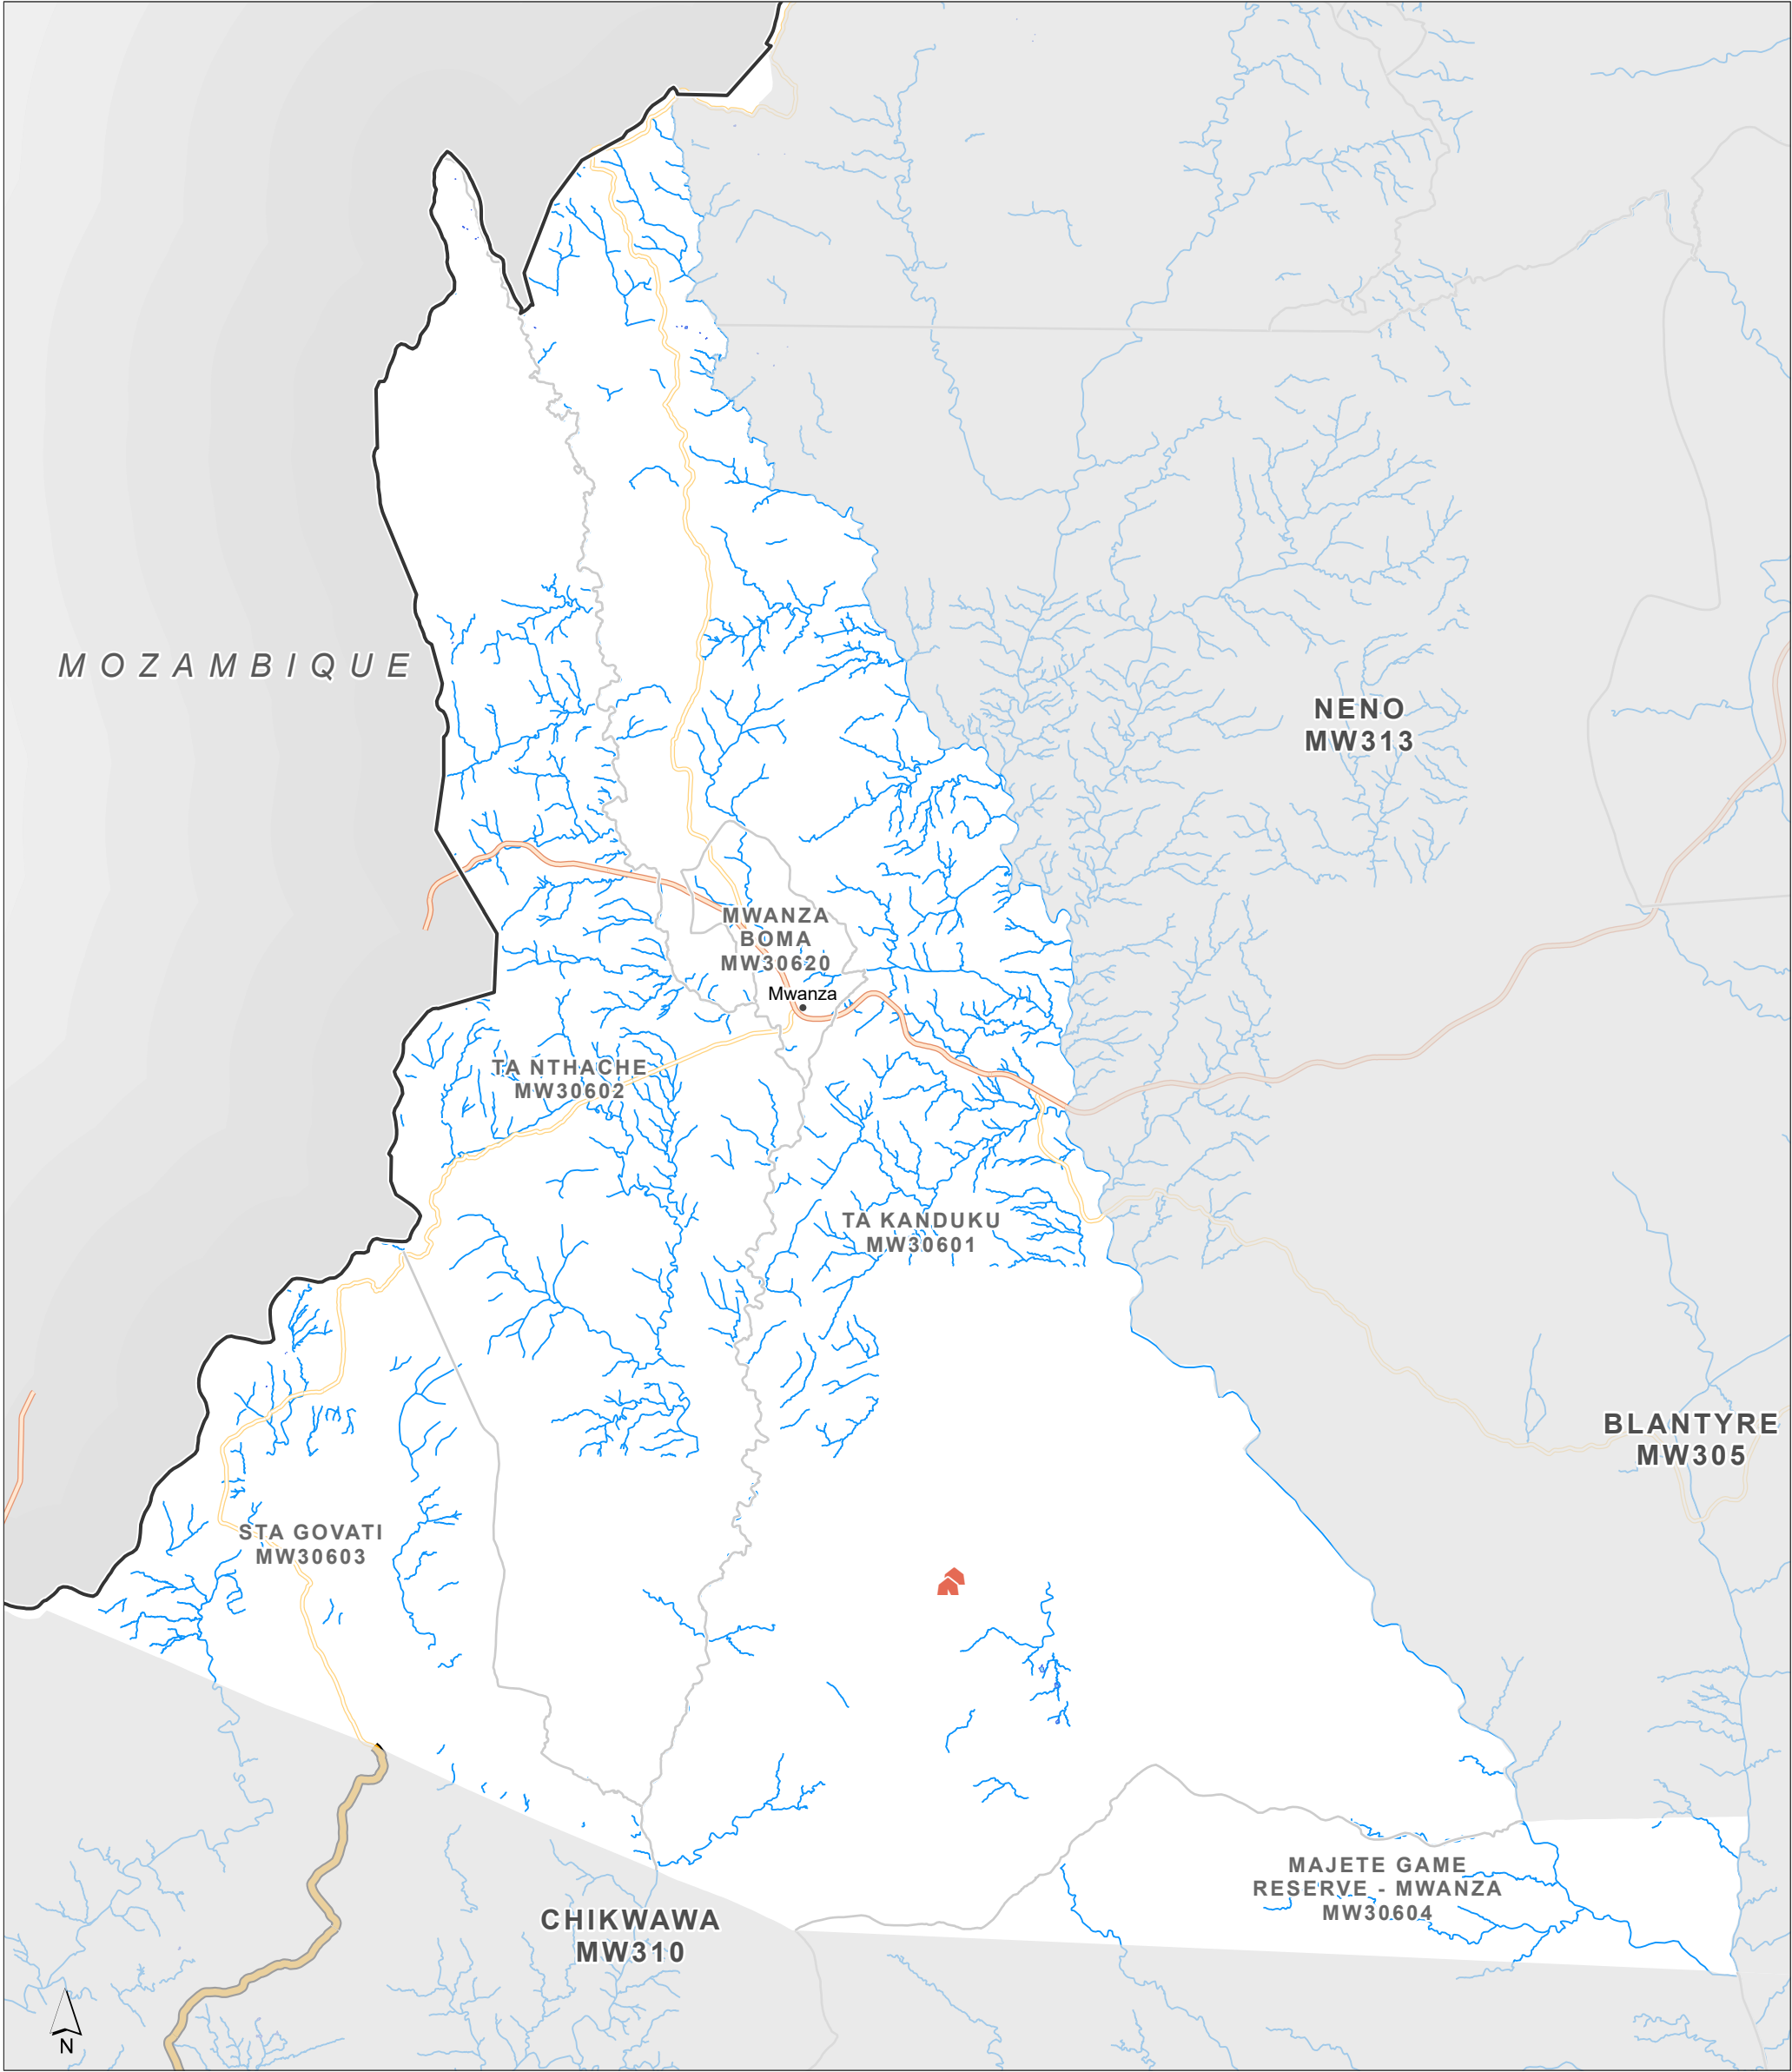 MOZAMBIQUE
NENO
MW313
MWANZA
BOMA
MW30620
Mwanza
TA NTHACHE
MW30602
TA KANDUKU
MW30601
BLANTYRE
MW305
STA GOVATI
MW30603
MAJETE GAME
RESERVE - MWANZA
MW30604
CHIKWAWA
MW310
N